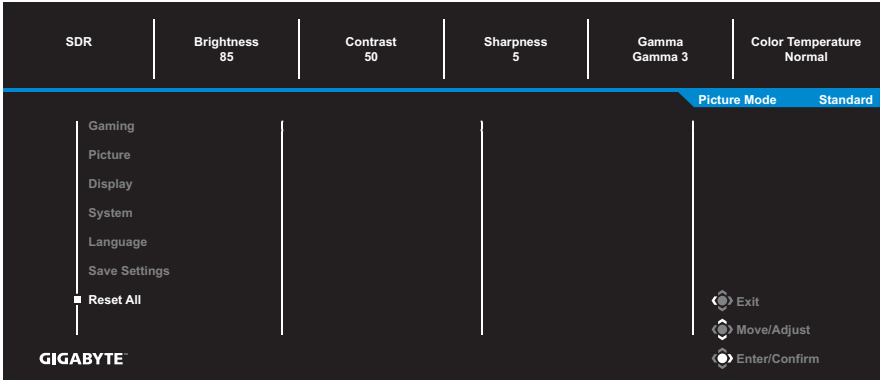 SDR
Brightness
85
Contrast
50
Sharpness
5
Gamma
Gamma 3
Color Temperature
Normal
Picture Mode Standard
Gaming
Picture
Display
System
Language
Save Settings
Reset All
Exit
Move/Adjust
Enter/Confirm
GIGABYTE™